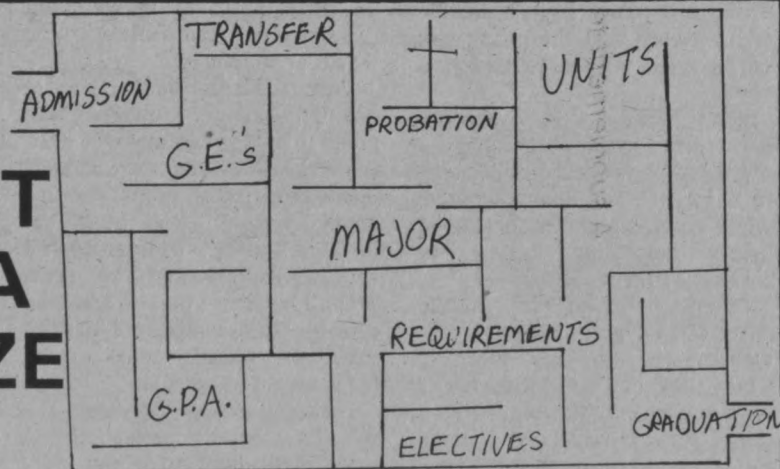 TRANSFER
ADMISSION
UNITS
PROBATION
G.E.'s
T
MAJOR
A
REQUIREMENTS
ZE
G.P.A.
GRADUATION
ELECTIVES